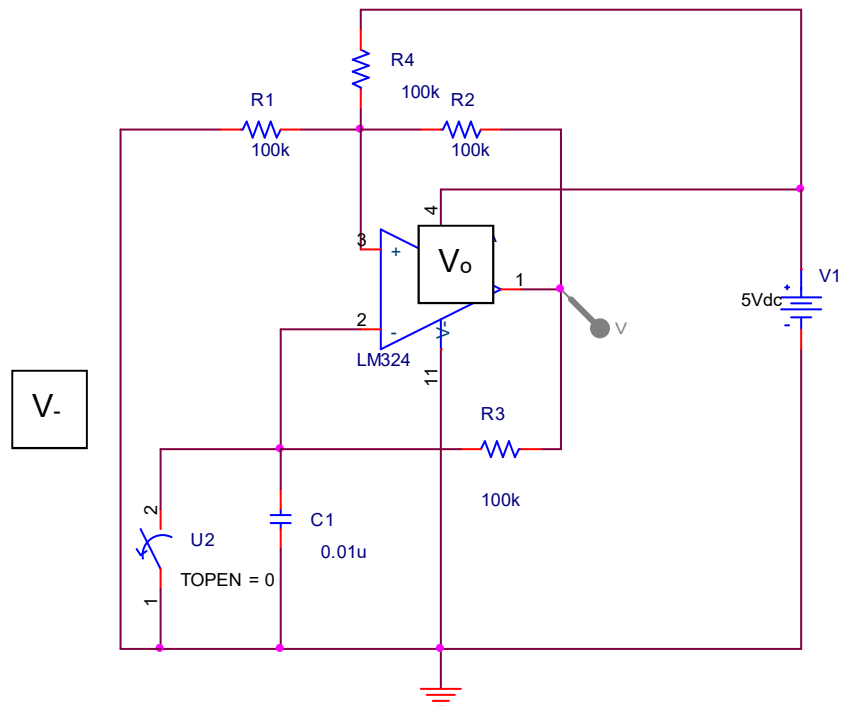 R4
100k
R1
R2
100k
100k
4
3
+
Vo
1
V1
5Vdc
+
-
V
2
-
V-
LM324
11
V-
R3
100k
2
C1
U2
0.01u
TOPEN = 0
1